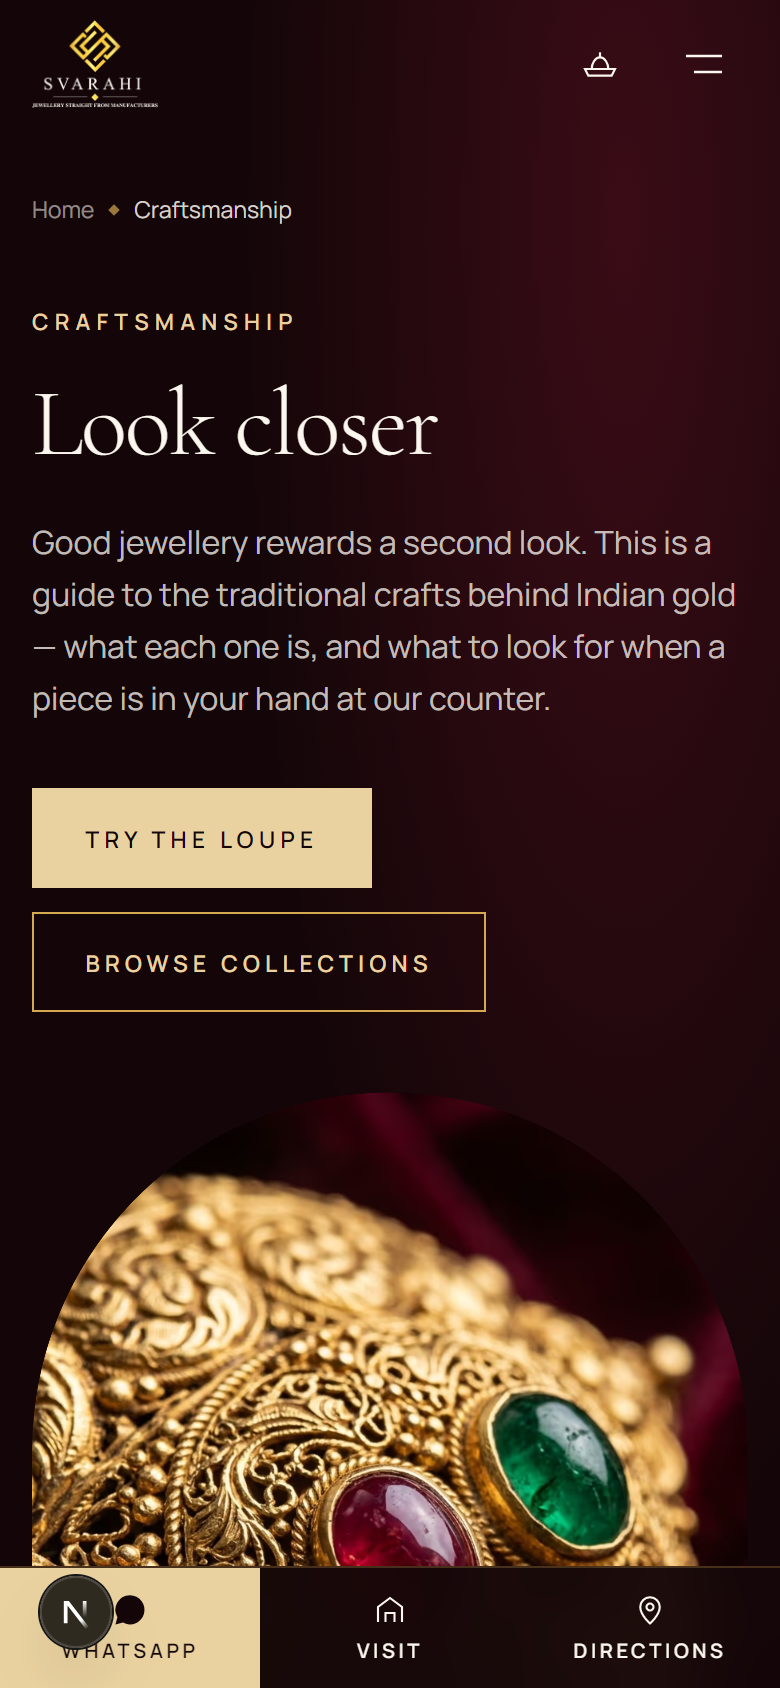 SVARAHI
JEWELLERY STRAIGHT FROM MANUFACTURERS
Home ◆ Craftsmanship
CRAFTSMANSHIP
Look closer
Good jewellery rewards a second look. This is a
guide to the traditional crafts behind Indian gold
— what each one is, and what to look for when a
piece is in your hand at our counter.
TRY THE LOUPE
BROWSE COLLECTIONS
N
WHATSAPP
VISIT
DIRECTIONS